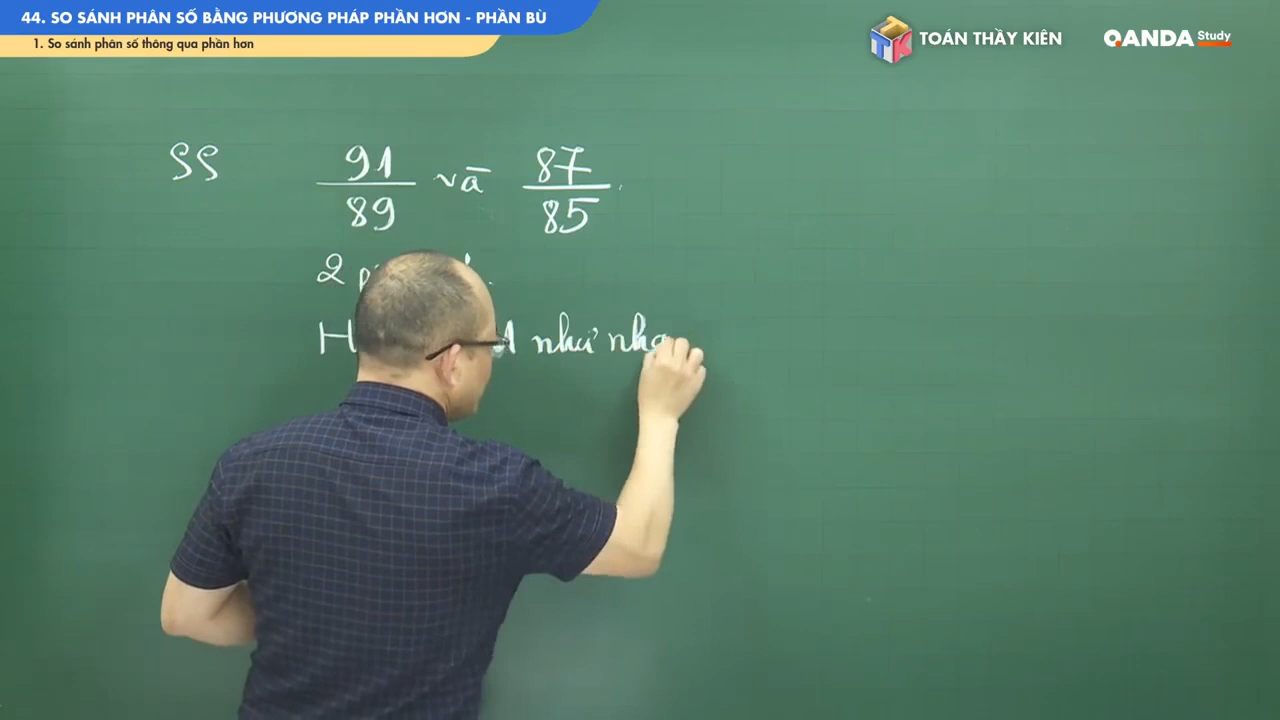 44. SO SÁNH PHÂN SỐ BẰNG PHƯƠNG PHÁP PHẦN HƠN - PHẦN BÙ
1. So sánh phân số thông qua phần hơn
TOÁN THẦY KIÊN
QANDA Study
SS 91/89 và 87/85
2
như